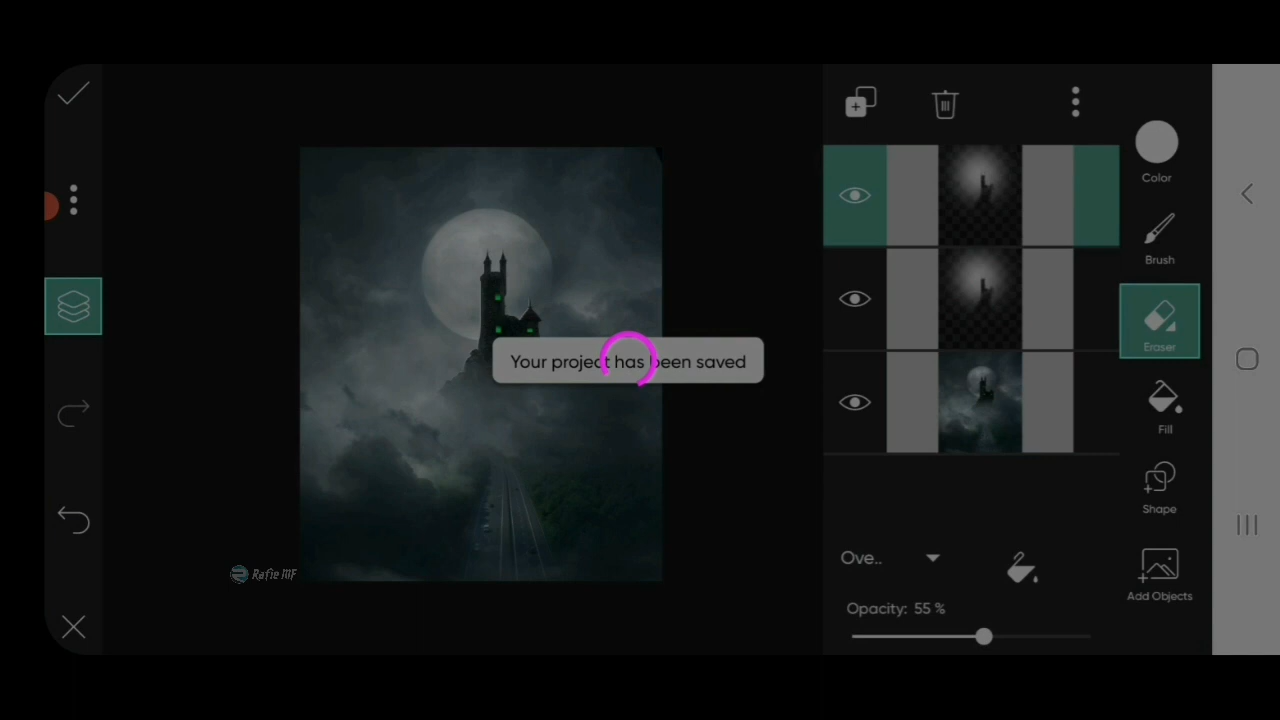 Color
Brush
Eraser
Your project has been saved
Fill
Shape
Ove..
Rafie MF
Add Objects
Opacity: 55 %